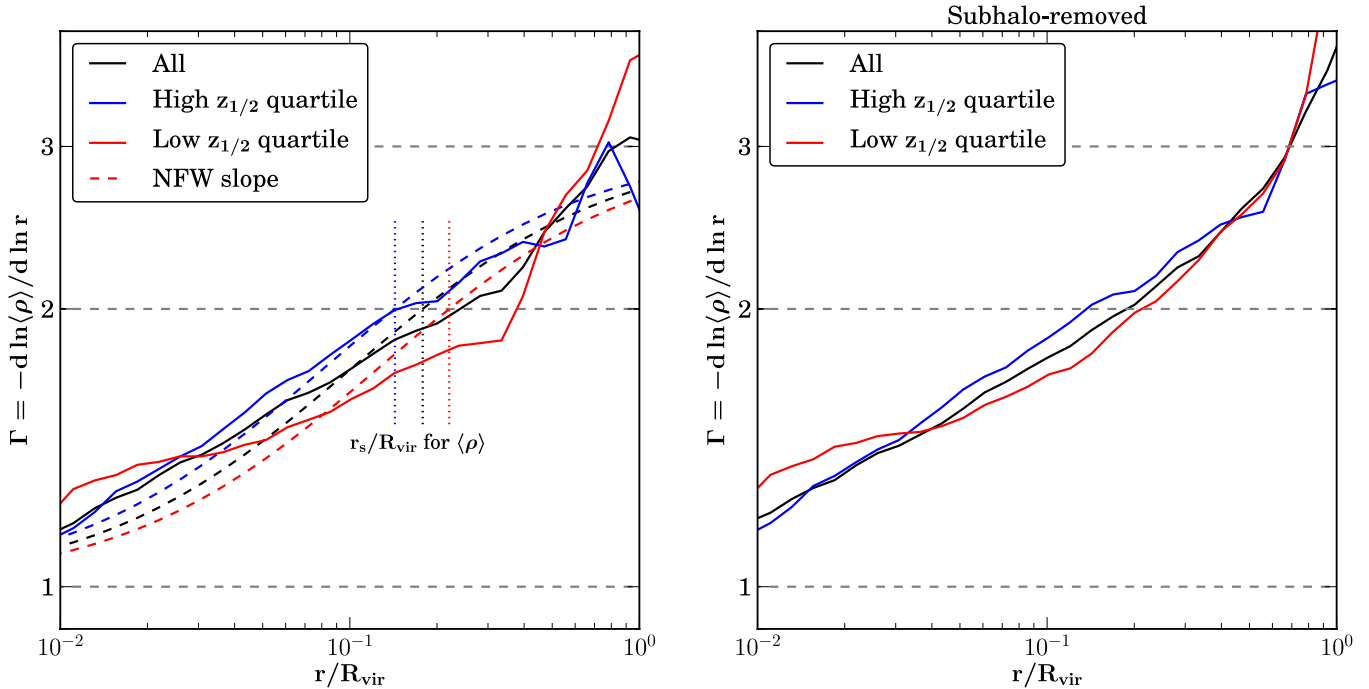 Subhalo-removed
All
High z1/2 quartile
Low z1/2 quartile
NFW slope
rs/Rvir for ⟨ρ⟩
3
2
1
10−2
10−1
100
r/Rvir
Γ = −d ln⟨ρ⟩/d ln r
All
High z1/2 quartile
Low z1/2 quartile
3
2
1
10−2
10−1
100
r/Rvir
Γ = −d ln⟨ρ⟩/d ln r